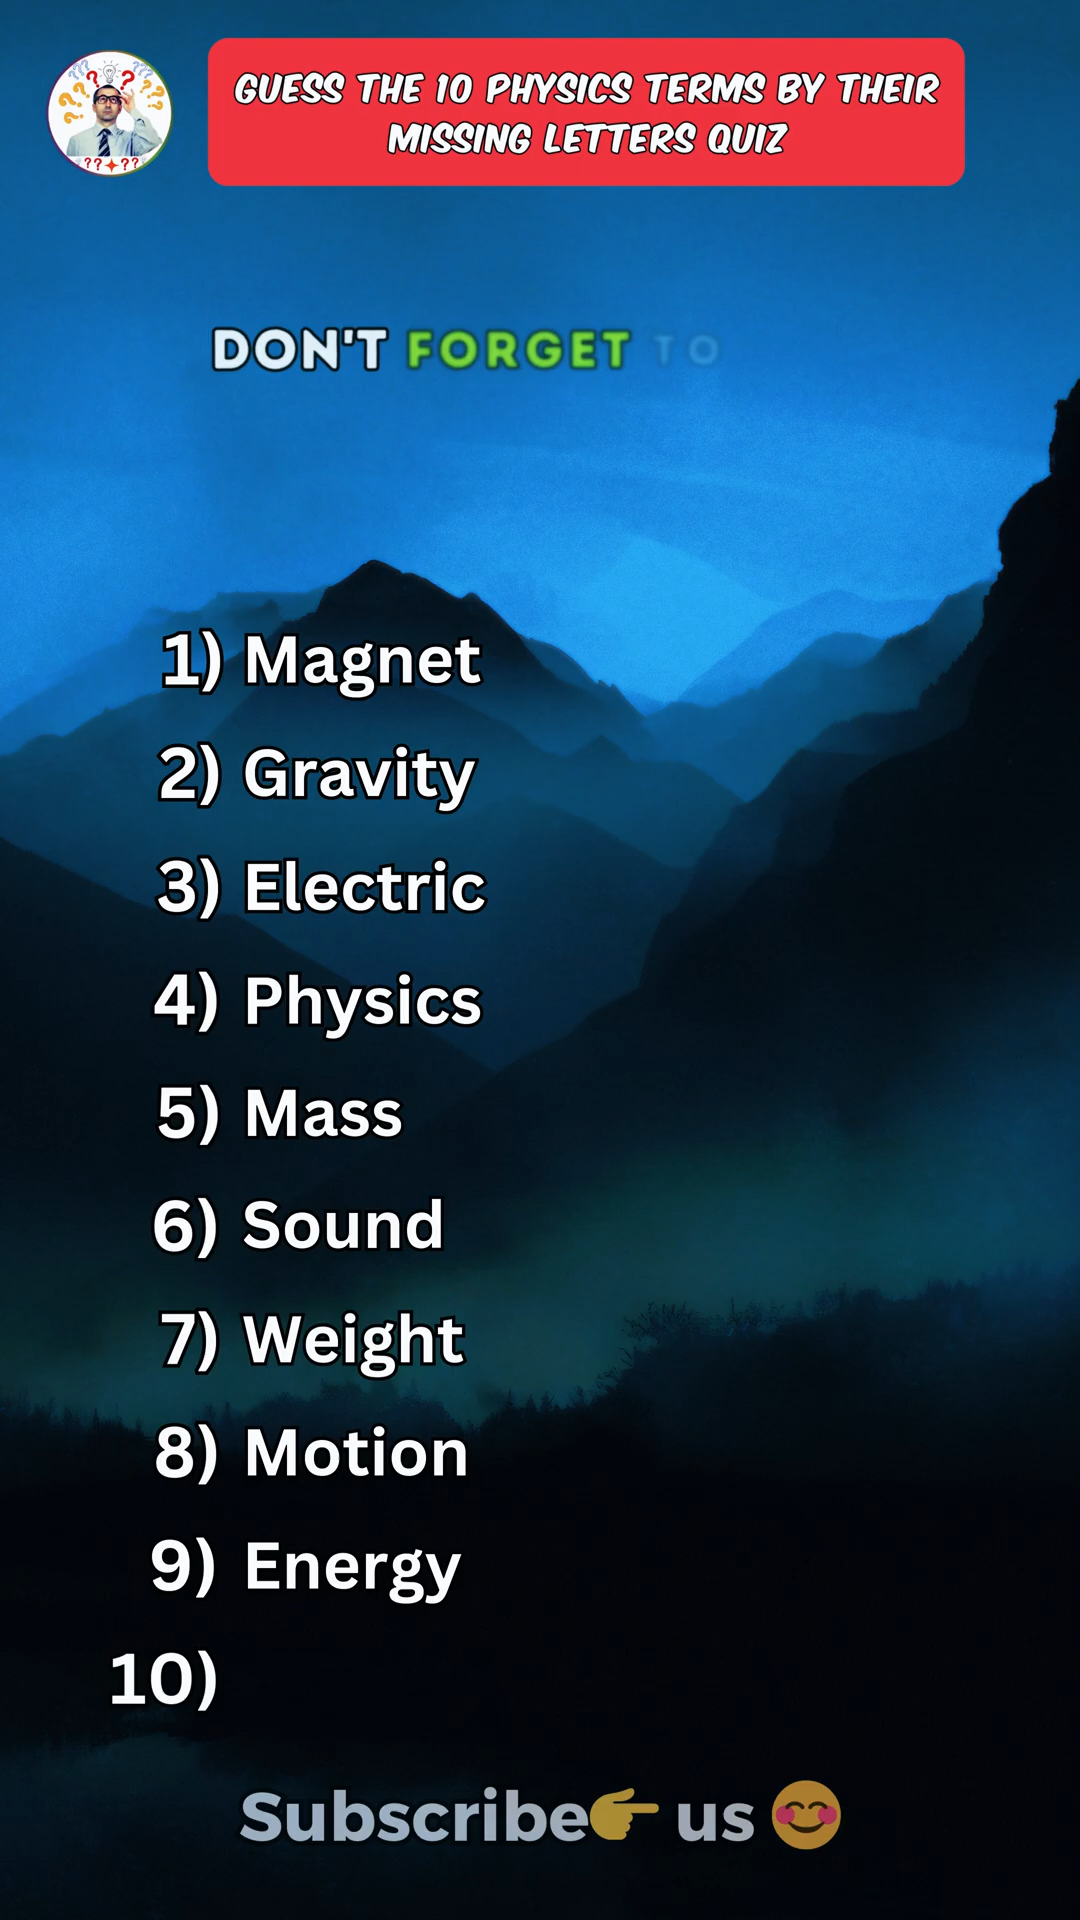 GUESS THE 10 PHYSICS TERMS BY THEIR
MISSING LETTERS QUIZ
DON'T FORGET TO
1) Magnet
2) Gravity
3) Electric
4) Physics
5) Mass
6) Sound
7) Weight
8) Motion
9) Energy
10)
Subscribe👉 us 😊